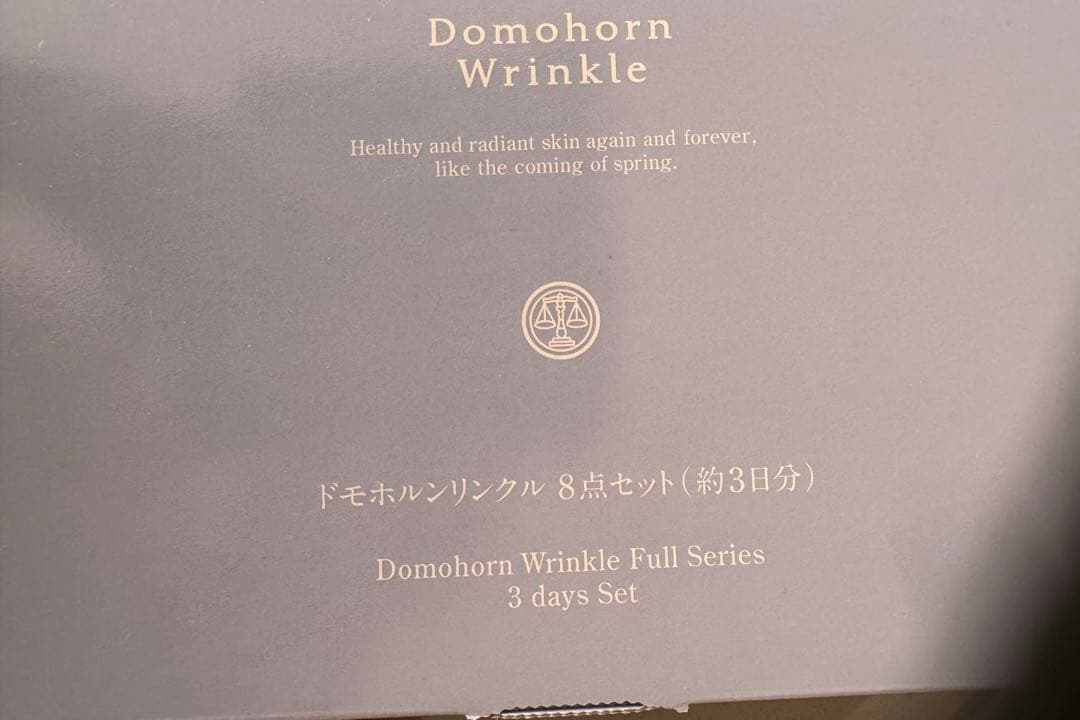 Domohorn
Wrinkle
Healthy and radiant skin again and forever,
like the coming of spring.
ドモホルンリンクル 8点セット(約3日分)
Domohorn Wrinkle Full Series
3 days Set